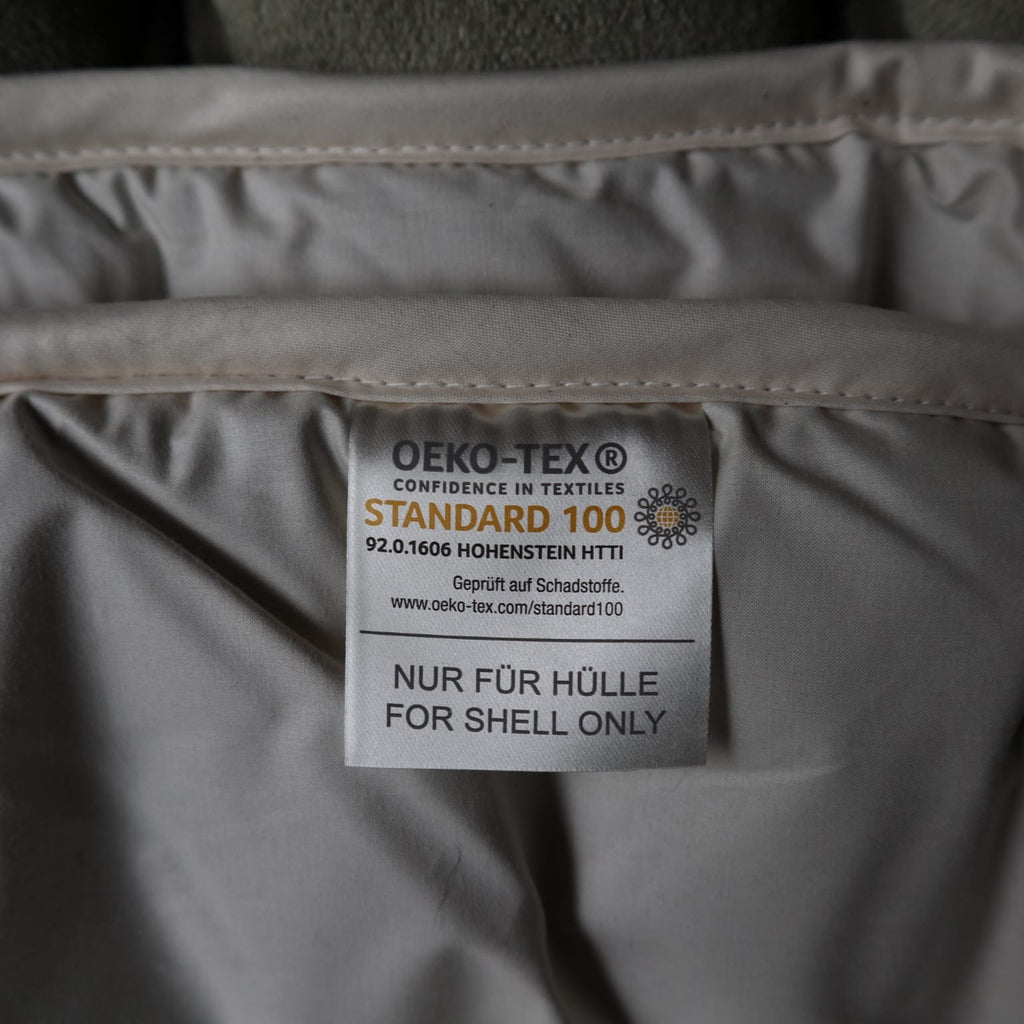 OEKO-TEX®
CONFIDENCE IN TEXTILES
STANDARD 100
92.0.1606 HOHENSTEIN HTTI
Geprüft auf Schadstoffe.
www.oeko-tex.com/standard100
NUR FÜR HÜLLE
FOR SHELL ONLY